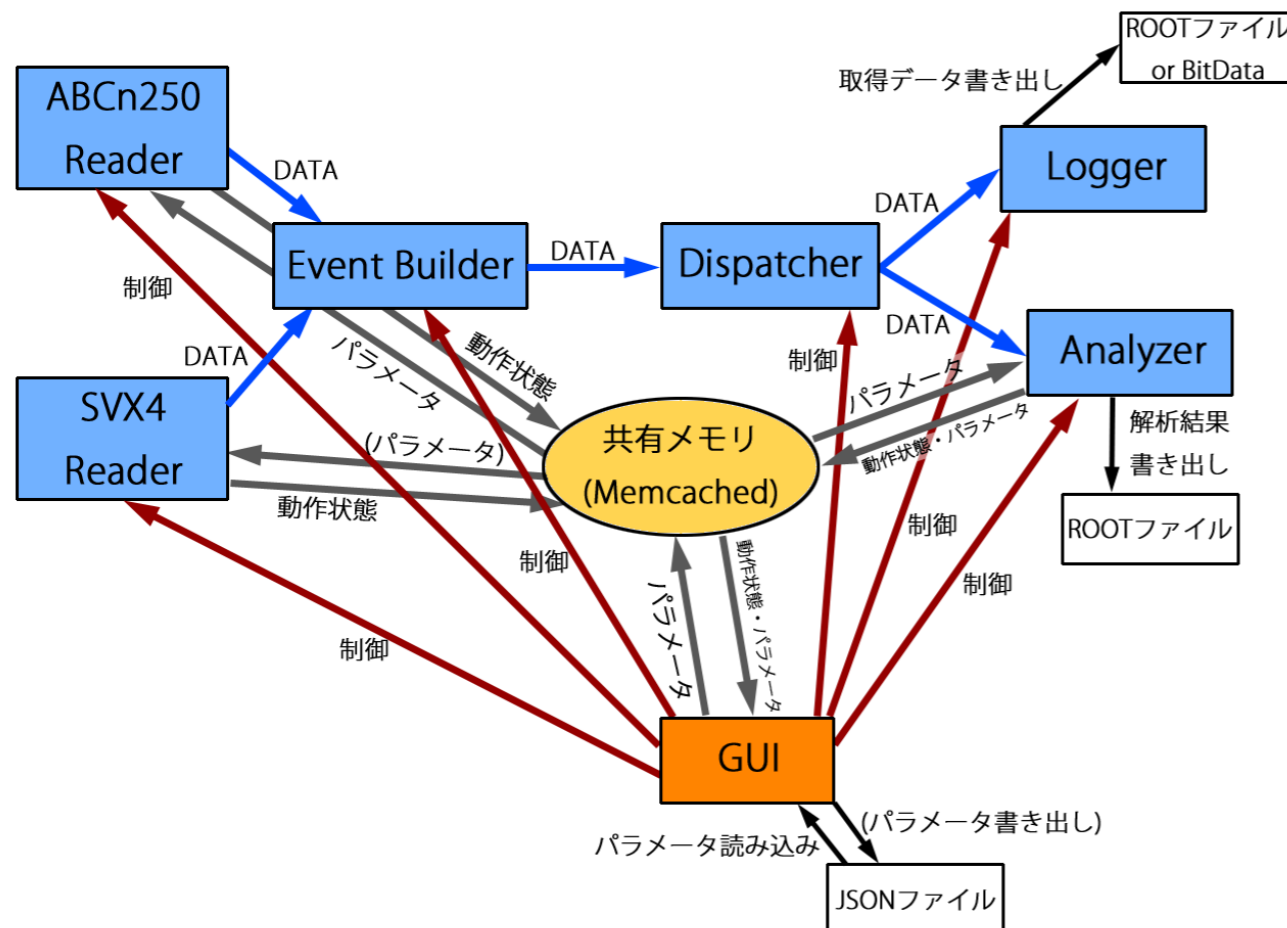 ROOTファイル
or BitData
取得データ書き出し
ABCn250
Reader
Logger
DATA
DATA
Event Builder
DATA
Dispatcher
制御
DATA
Analyzer
動作状態
パラメータ
制御
パラメータ
DATA
SVX4
Reader
(パラメータ)
動作状態
共有メモリ
(Memcached)
動作状態・パラメータ
解析結果
書き出し
ROOTファイル
制御
制御
制御
制御
パラメータ
動作状態・パラメータ
GUI
パラメータ読み込み
(パラメータ書き出し)
JSONファイル